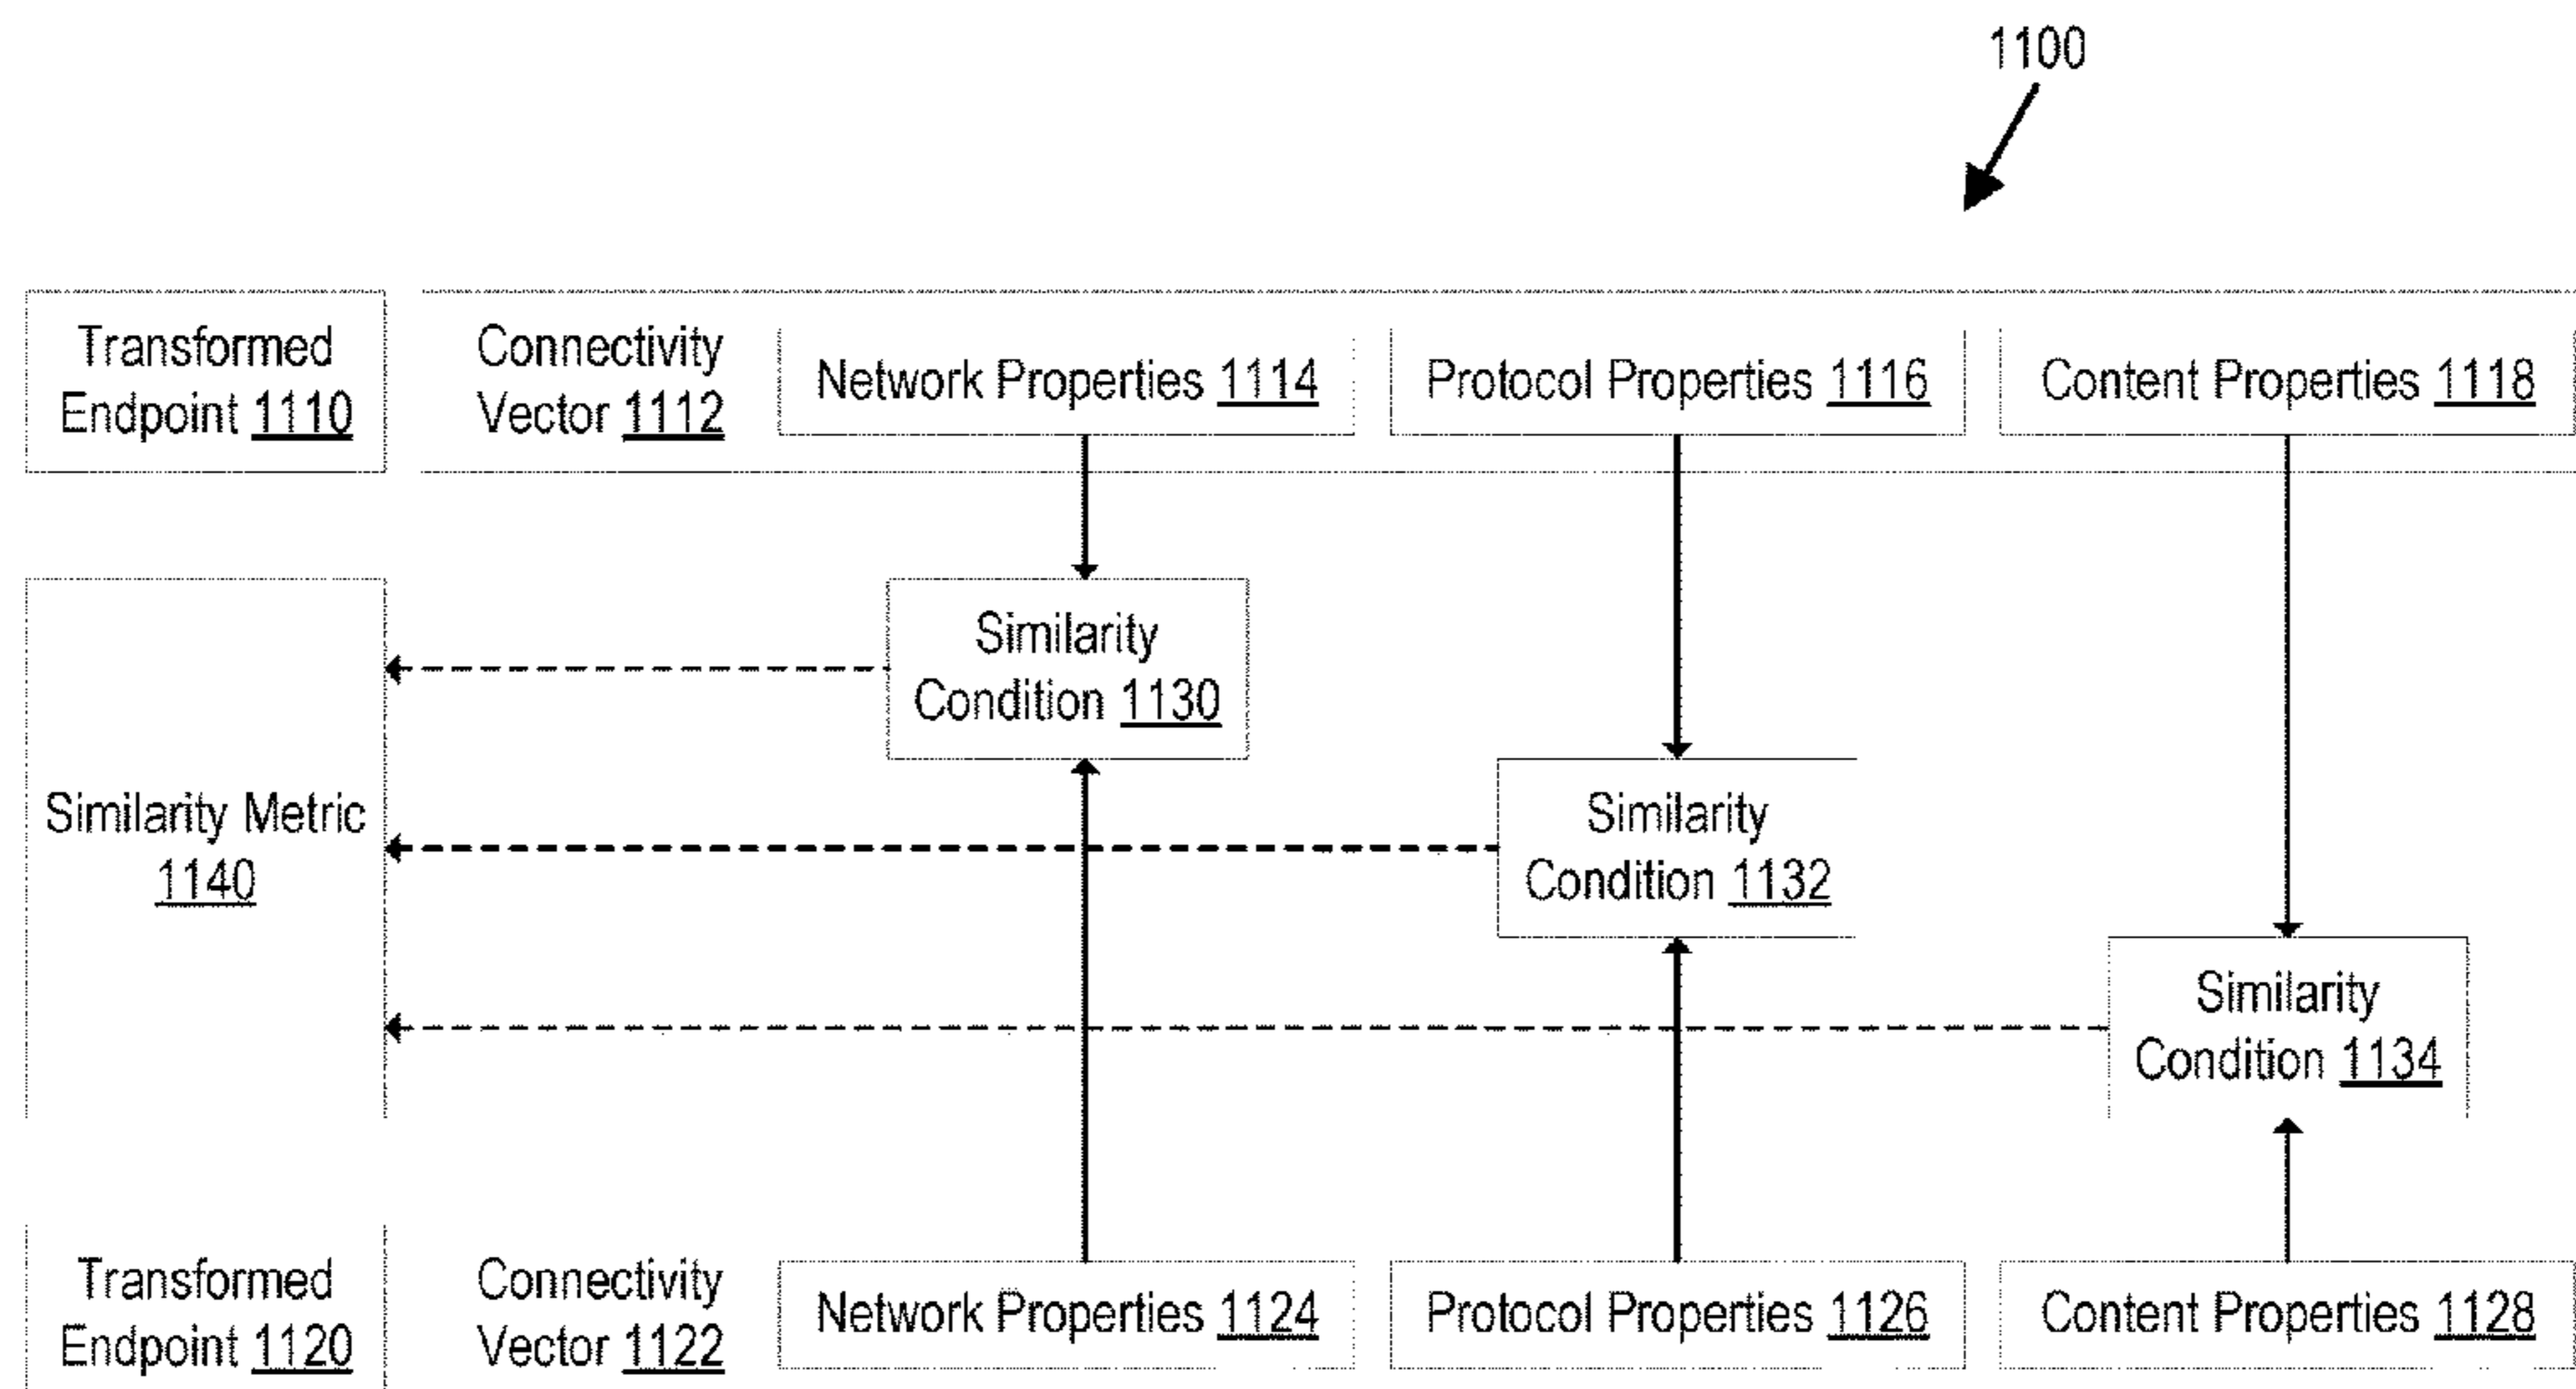 1100
Transformed
Endpoint 1110
Connectivity
Vector 1112
Network Properties 1114
Protocol Properties 1116
Content Properties 1118
Similarity
Condition 1130
Similarity Metric
1140
Similarity
Condition 1132
Similarity
Condition 1134
Transformed
Endpoint 1120
Connectivity
Vector 1122
Network Properties 1124
Protocol Properties 1126
Content Properties 1128